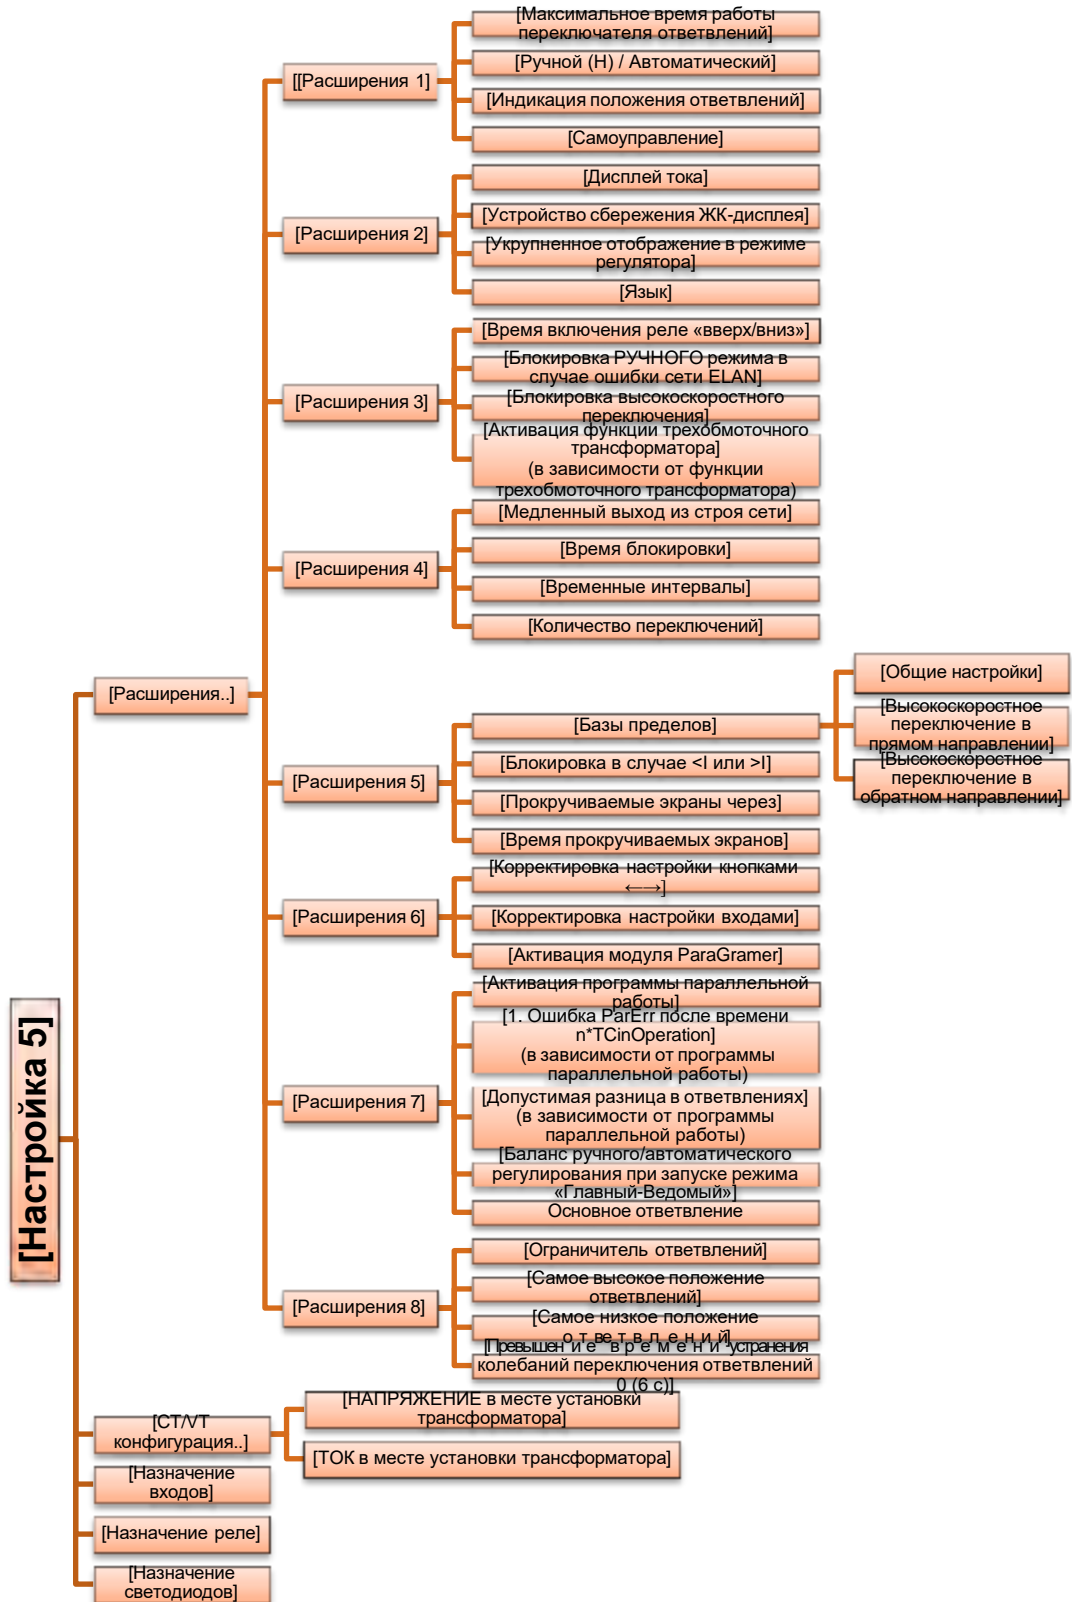 [Настройка 5]
[Расширения..]
[[Расширения 1]
[Максимальное время работы
переключателя ответвлений]
[Ручной (Н) / Автоматический]
[Индикация положения ответвлений]
[Самоуправление]
[Расширения 2]
[Дисплей тока]
[Устройство сбережения ЖК-дисплея]
[Укрупненное отображение в режиме
регулятора]
[Язык]
[Расширения 3]
[Время включения реле «вверх/вниз»]
[Блокировка РУЧНОГО режима в
случае ошибки сети ELAN]
[Блокировка высокоскоростного
переключения]
[Активация функции трехобмоточного
трансформатора]
(в зависимости от функции
трехобмоточного трансформатора)
[Расширения 4]
[Медленный выход из строя сети]
[Время блокировки]
[Временные интервалы]
[Количество переключений]
[Расширения 5]
[Базы пределов]
[Общие настройки]
[Высокоскоростное
переключение в
прямом направлении]
[Высокоскоростное
переключение в
обратном направлении]
[Блокировка в случае <I или >I]
[Прокручиваемые экраны через]
[Время прокручиваемых экранов]
[Расширения 6]
[Корректировка настройки кнопками
←→]
[Корректировка настройки входами]
[Активация модуля ParaGramer]
[Расширения 7]
[Активация программы параллельной
работы]
[1. Ошибка ParErr после времени
n*TCinOperation]
(в зависимости от программы
параллельной работы)
[Допустимая разница в ответвлениях]
(в зависимости от программы
параллельной работы)
[Баланс ручного/автоматического
регулирования при запуске режима
«Главный-Ведомый»]
Основное ответвление
[Расширения 8]
[Ограничитель ответвлений]
[Самое высокое положение
ответвлений]
[Самое низкое положение
ответвлений]
[Превышение времени устранения
колебаний переключения ответвлений
0 (6 с)]
[CT/VT
конфигурация..]
[НАПРЯЖЕНИЕ в месте установки
трансформатора]
[ТОК в месте установки трансформатора]
[Назначение
входов]
[Назначение реле]
[Назначение
светодиодов]